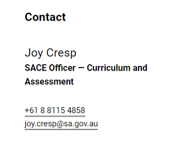 Contact
Joy Cresp
SACE Officer — Curriculum and
Assessment
+61 8 8115 4858
joy.cresp@sa.gov.au